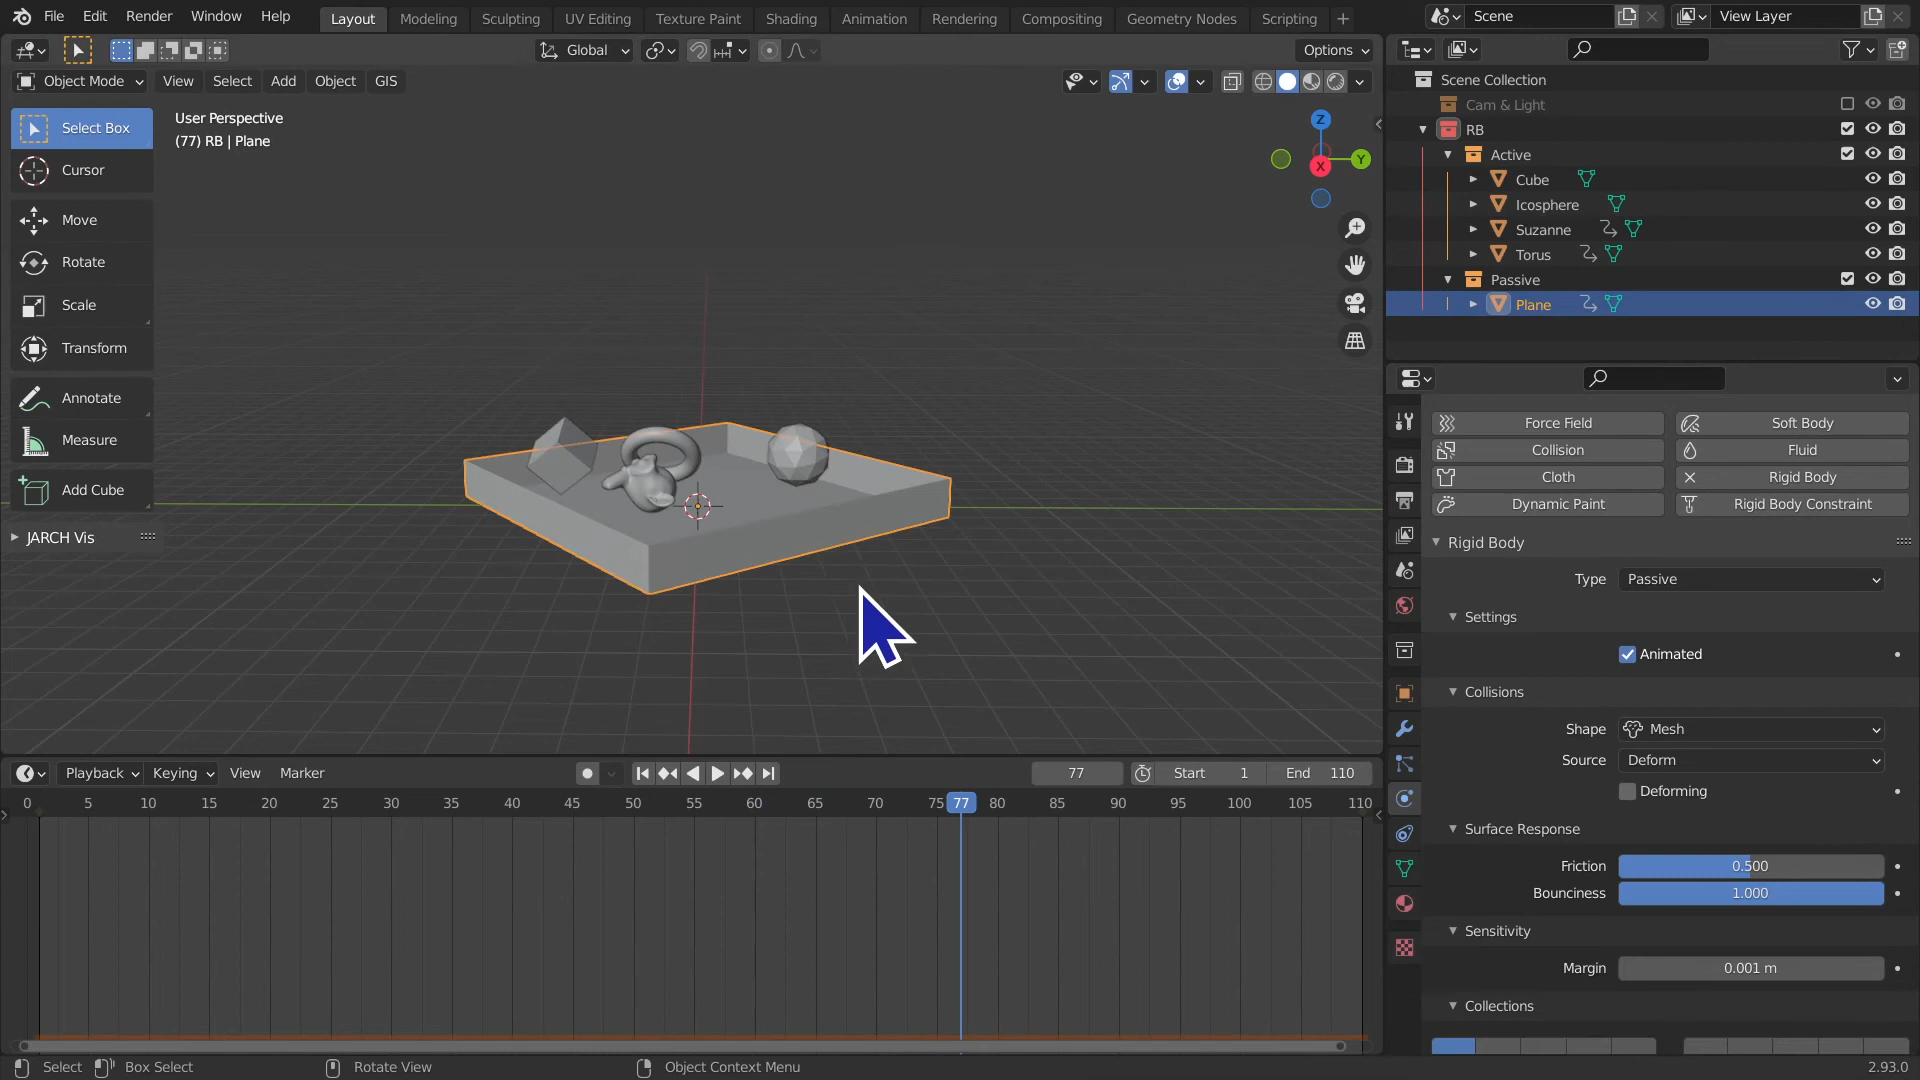 File Edit Render Window Help Layout Modeling Sculpting UV Editing Texture Paint Shading Animation Rendering Compositing Geometry Nodes Scripting + Scene View Layer
Global Options
Object Mode View Select Add Object GIS
User Perspective
(77) RB | Plane
Z
Y
X
Select Box
Cursor
Move
Rotate
Scale
Transform
Annotate
Measure
Add Cube
JARCH Vis
Scene Collection
Cam & Light
RB
Active
Cube
Icosphere
Suzanne
Torus
Passive
Plane
Force Field Soft Body
Collision Fluid
Cloth Rigid Body
Dynamic Paint Rigid Body Constraint
Rigid Body
Type Passive
Settings
Animated
Collisions
Shape Mesh
Source Deform
Deforming
Surface Response
Friction 0.500
Bounciness 1.000
Sensitivity
Margin 0.001 m
Collections
Playback Keying View Marker 77 Start 1 End 110
0 5 10 15 20 25 30 35 40 45 50 55 60 65 70 75 77 80 85 90 95 100 105 110
Select Box Select Rotate View Object Context Menu 2.93.0